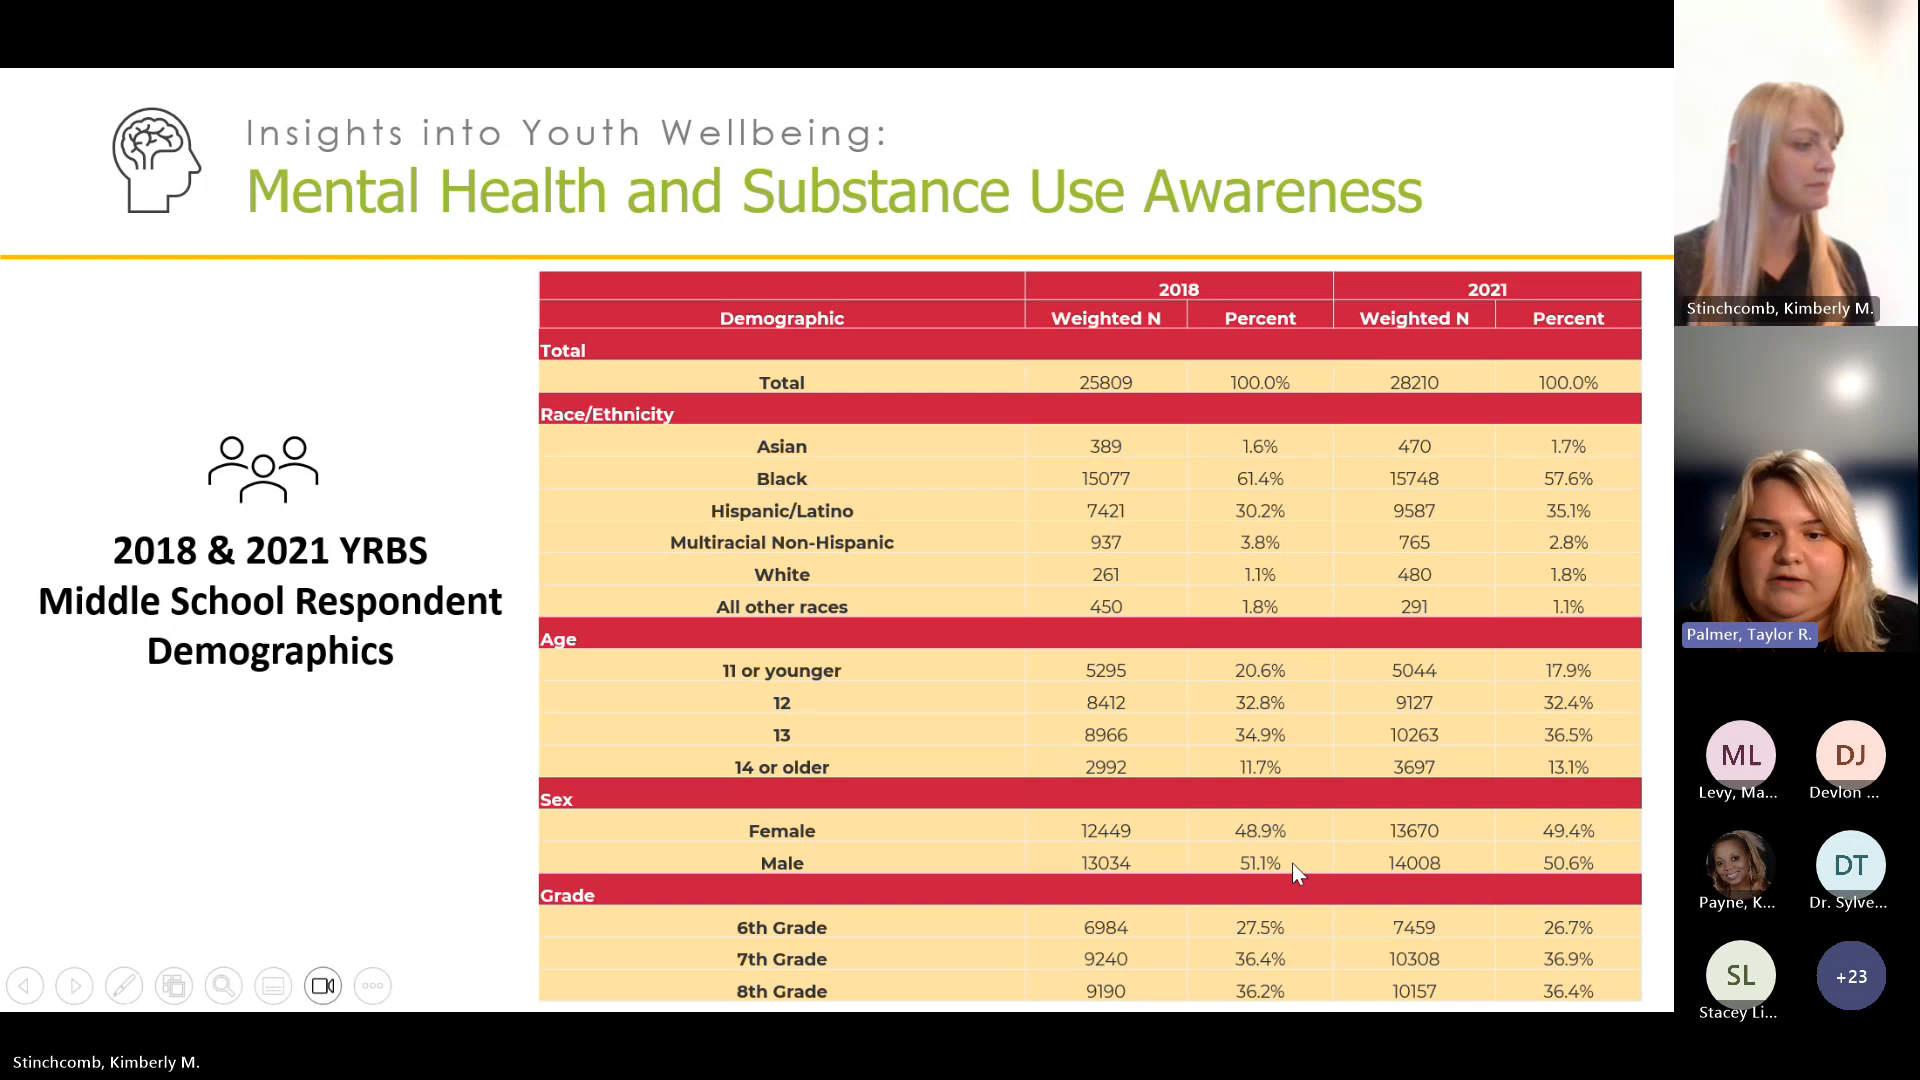 Insights into Youth Wellbeing:
Mental Health and Substance Use Awareness
2018 & 2021 YRBS
Middle School Respondent
Demographics
2018 2021
Demographic Weighted N Percent Weighted N Percent
Total
Total 25809 100.0% 28210 100.0%
Race/Ethnicity
Asian 389 1.6% 470 1.7%
Black 15077 61.4% 15748 57.6%
Hispanic/Latino 7421 30.2% 9587 35.1%
Multiracial Non-Hispanic 937 3.8% 765 2.8%
White 261 1.1% 480 1.8%
All other races 450 1.8% 291 1.1%
Age
11 or younger 5295 20.6% 5044 17.9%
12 8412 32.8% 9127 32.4%
13 8966 34.9% 10263 36.5%
14 or older 2992 11.7% 3697 13.1%
Sex
Female 12449 48.9% 13670 49.4%
Male 13034 51.1% 14008 50.6%
Grade
6th Grade 6984 27.5% 7459 26.7%
7th Grade 9240 36.4% 10308 36.9%
8th Grade 9190 36.2% 10157 36.4%
Stinchcomb, Kimberly M.
Palmer, Taylor R.
ML DJ
Levy, Ma... Devlon ...
DT
Payne, K... Dr. Sylve...
SL +23
Stacey Li...
Stinchcomb, Kimberly M.